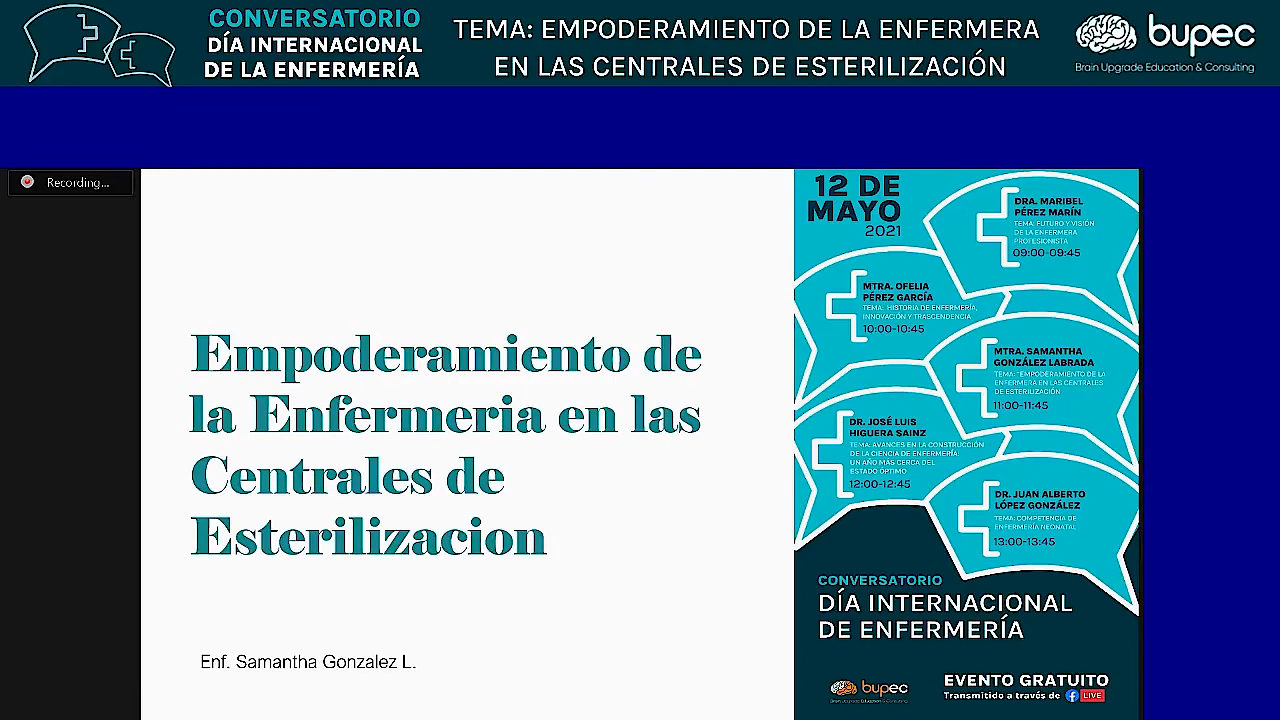 CONVERSATORIO
DÍA INTERNACIONAL
DE LA ENFERMERÍA
TEMA: EMPODERAMIENTO DE LA ENFERMERA
EN LAS CENTRALES DE ESTERILIZACIÓN
bupec
Brain Upgrade Education & Consulting
Recording...
Empoderamiento de
la Enfermeria en las
Centrales de
Esterilizacion
Enf. Samantha Gonzalez L.
12 DE
MAYO
2021
DRA. MARIBEL
PÉREZ MARÍN
TEMA: FUTURO Y VISIÓN
DE LA ENFERMERA
PROFESIONISTA
09:00-09:45
MTRA. OFELIA
PÉREZ GARCÍA
TEMA: HISTORIA DE ENFERMERÍA,
INNOVACIÓN Y TRASCENDENCIA
10:00-10:45
MTRA. SAMANTHA
GONZÁLEZ LABRADA
TEMA: "EMPODERAMIENTO DE LA
ENFERMERA EN LAS CENTRALES
DE ESTERILIZACIÓN
11:00-11:45
DR. JOSÉ LUIS
HIGUERA SAINZ
TEMA: AVANCES EN LA CONSTRUCCIÓN
DE LA CIENCIA DE ENFERMERÍA:
UN AÑO MÁS CERCA DEL
ESTADO ÓPTIMO
12:00-12:45
DR. JUAN ALBERTO
LÓPEZ GONZÁLEZ
TEMA: COMPETENCIA DE
ENFERMERÍA NEONATAL
13:00-13:45
CONVERSATORIO
DÍA INTERNACIONAL
DE ENFERMERÍA
bupec
Brain Upgrade Education & Consulting
EVENTO GRATUITO
Transmitido a través de f LIVE